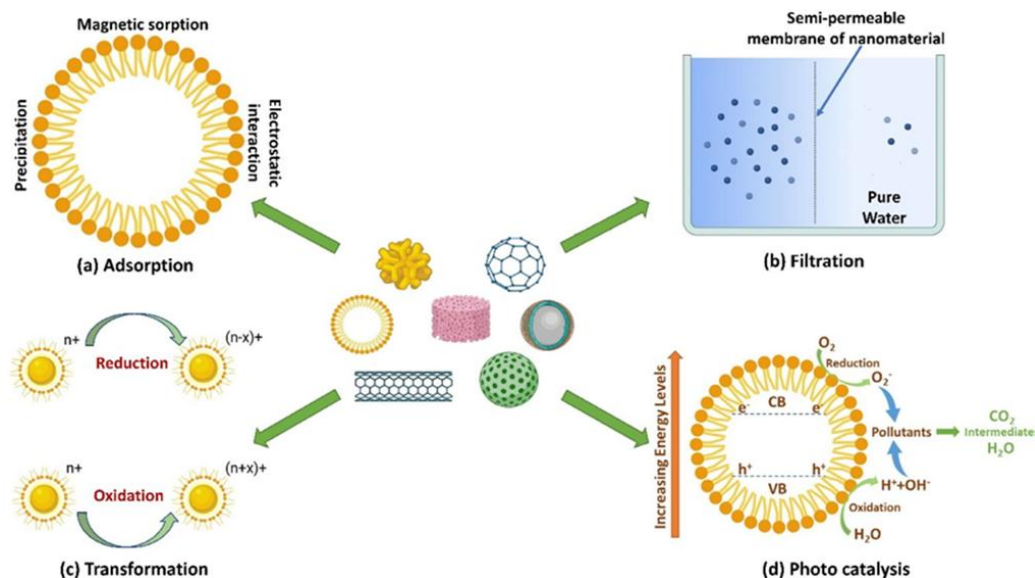 Magnetic sorption
Precipitation
Electrostatic
interaction
(a) Adsorption
Semi-permeable
membrane of nanomaterial
Pure
Water
(b) Filtration
n+
(n-x)+
Reduction
n+
(n+x)+
Oxidation
(c) Transformation
Increasing Energy Levels
O₂
Reduction
O₂⁻
CB
e⁻ e⁻
h⁺ h⁺
VB
Pollutants
CO₂
Intermediate
H₂O
H⁺+OH⁻
Oxidation
H₂O
(d) Photo catalysis